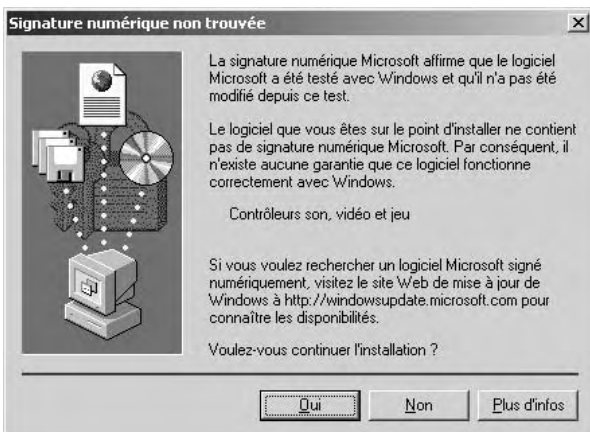 Signature numérique non trouvée
La signature numérique Microsoft affirme que le logiciel
Microsoft a été testé avec Windows et qu'il n'a pas été
modifié depuis ce test.
Le logiciel que vous êtes sur le point d'installer ne contient
pas de signature numérique Microsoft. Par conséquent, il
n'existe aucune garantie que ce logiciel fonctionne
correctement avec Windows.
Contrôleurs son, vidéo et jeu
Si vous voulez rechercher un logiciel Microsoft signé
numériquement, visitez le site Web de mise à jour de
Windows à http://windowsupdate.microsoft.com pour
connaître les disponibilités.
Voulez-vous continuer l'installation ?
Oui
Non
Plus d'infos